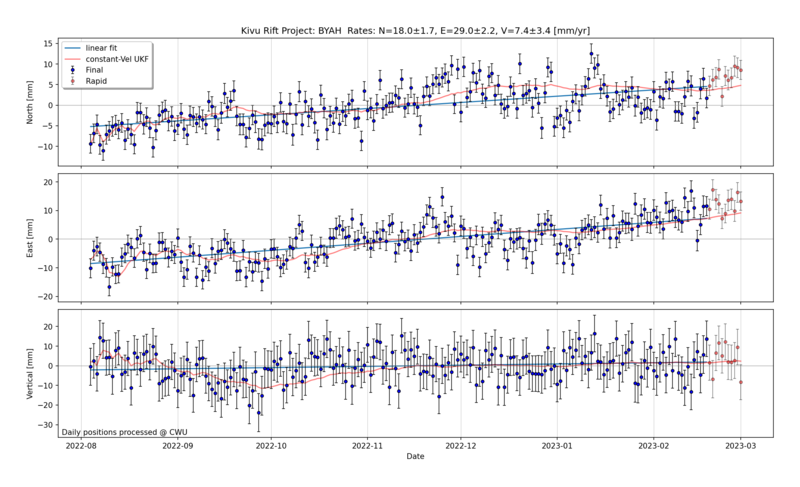 Kivu Rift Project: BYAH  Rates: N=18.0±1.7, E=29.0±2.2, V=7.4±3.4 [mm/yr]
linear fit
constant-Vel UKF
Final
Rapid
North [mm]
15
10
5
0
−5
−10
East [mm]
20
10
0
−10
−20
Vertical [mm]
20
10
0
−10
−20
−30
Daily positions processed @ CWU
2022-08
2022-09
2022-10
2022-11
2022-12
2023-01
2023-02
2023-03
Date